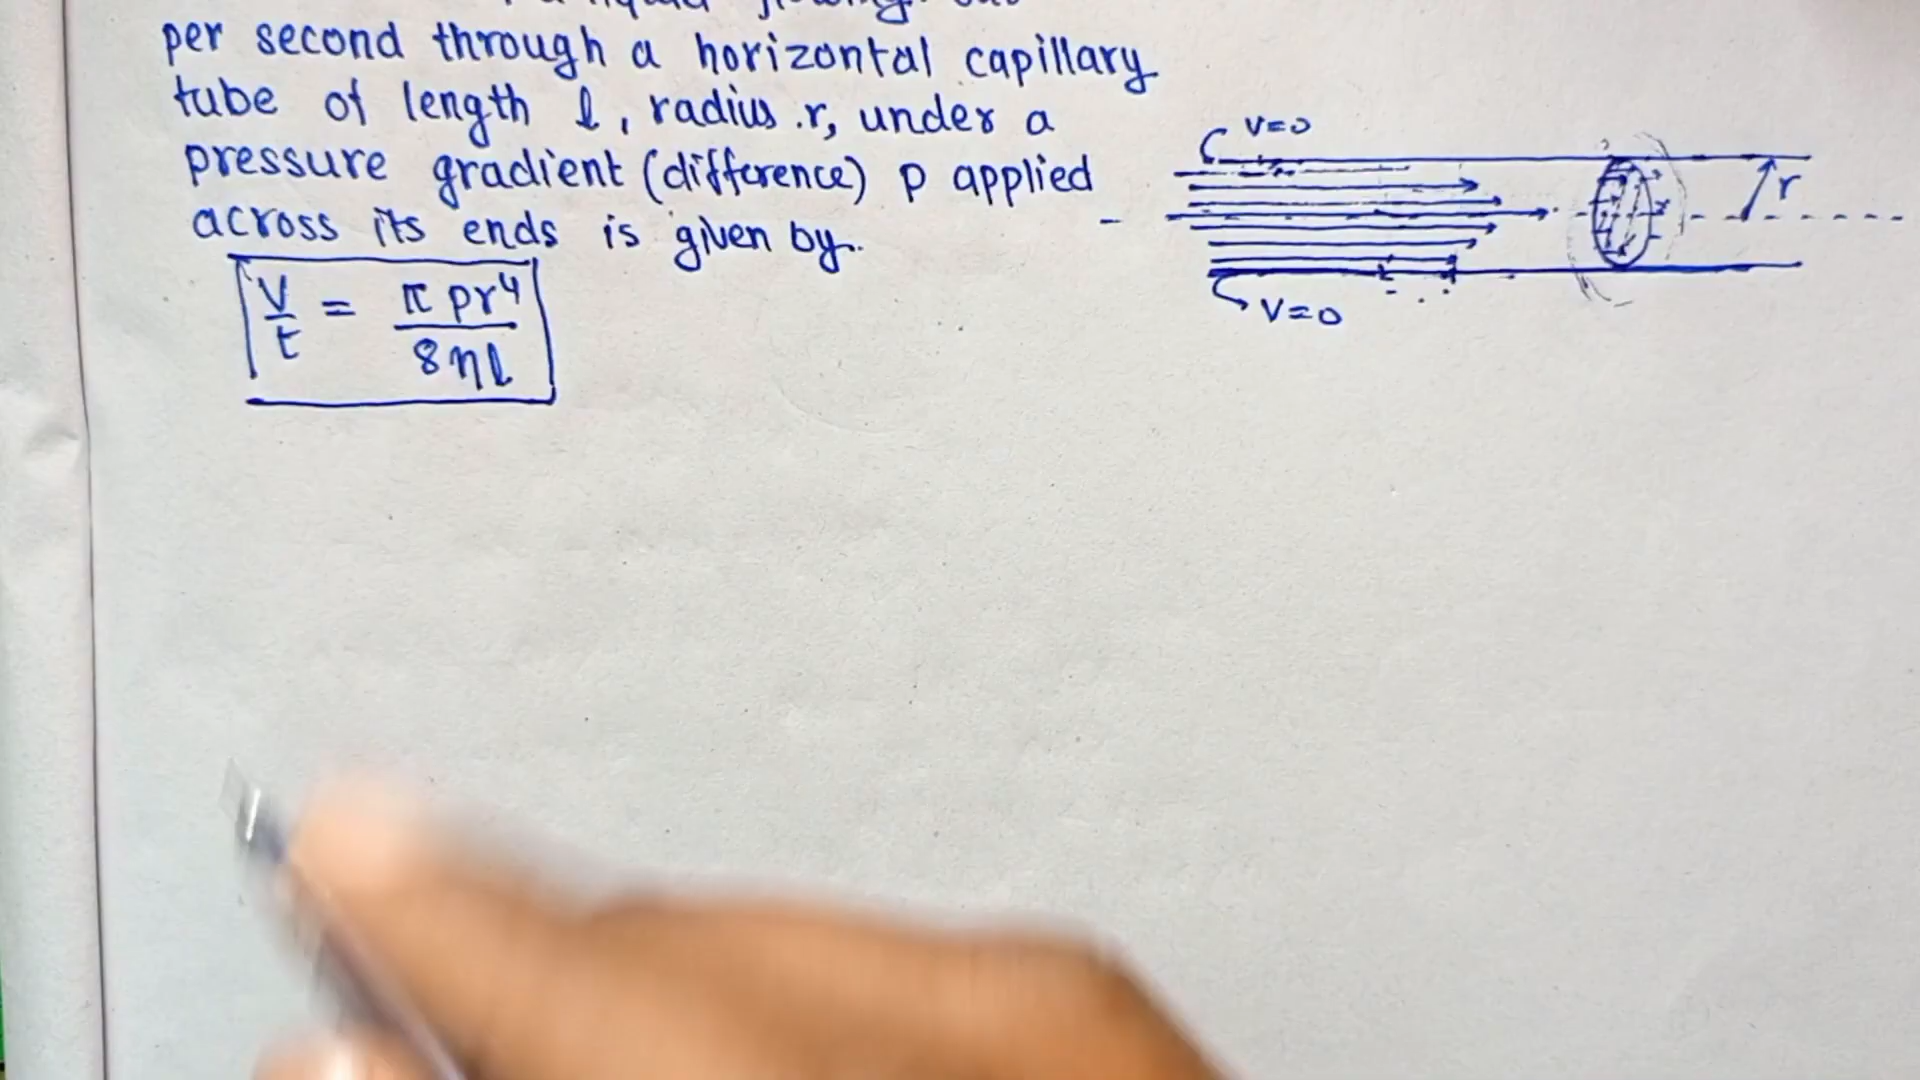 per second through a horizontal capillary
tube of length l, radius r, under a
pressure gradient (difference) p applied
across its ends is given by..
V/t = πpr⁴/8ηl
V=0
r
V=0